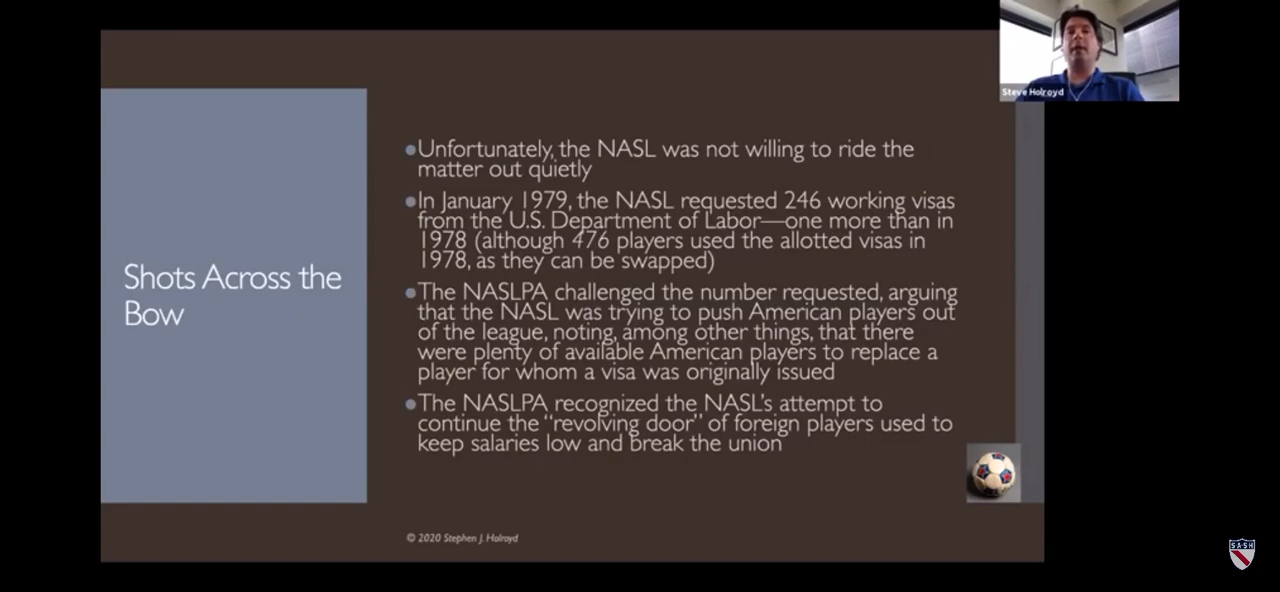 Steve Holroyd
Shots Across the
Bow
●Unfortunately, the NASL was not willing to ride the
matter out quietly
●In January 1979, the NASL requested 246 working visas
from the U.S. Department of Labor—one more than in
1978 (although 476 players used the allotted visas in
1978, as they can be swapped)
●The NASLPA challenged the number requested, arguing
that the NASL was trying to push American players out
of the league, noting, among other things, that there
were plenty of available American players to replace a
player for whom a visa was originally issued
●The NASLPA recognized the NASL's attempt to
continue the “revolving door” of foreign players used to
keep salaries low and break the union
© 2020 Stephen J. Holroyd
SASH